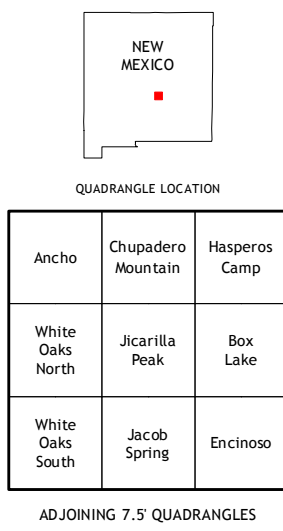 NEW
MEXICO
QUADRANGLE LOCATION
Ancho
Chupadero
Mountain
Hasperos
Camp
White
Oaks
North
Jicarilla
Peak
Box
Lake
White
Oaks
South
Jacob
Spring
Encinoso
ADJOINING 7.5' QUADRANGLES